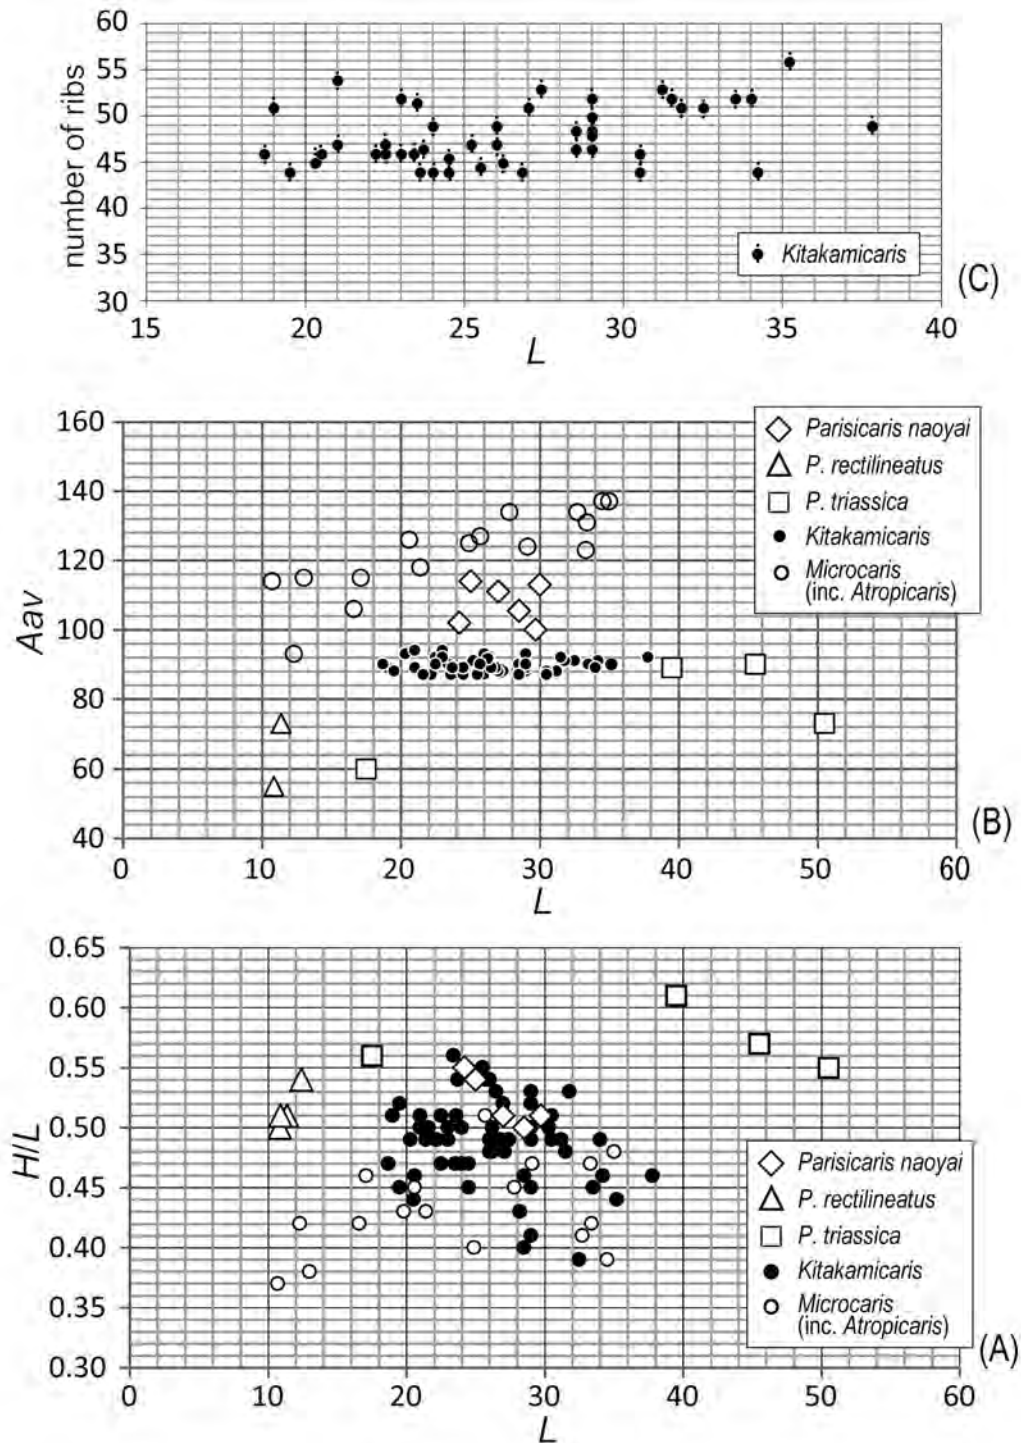 60
55
50
45
40
35
30
number of ribs
Kitakamicaris
(C)
15 20 25 30 35 40
L
160
140
120
100
80
60
40
Aav
Parisicaris naoyai
P. rectilineatus
P. triassica
Kitakamicaris
Microcaris
(inc. Atropicaris)
(B)
0 10 20 30 40 50 60
L
0.65
0.60
0.55
0.50
0.45
0.40
0.35
0.30
H/L
Parisicaris naoyai
P. rectilineatus
P. triassica
Kitakamicaris
Microcaris
(inc. Atropicaris)
(A)
0 10 20 30 40 50 60
L